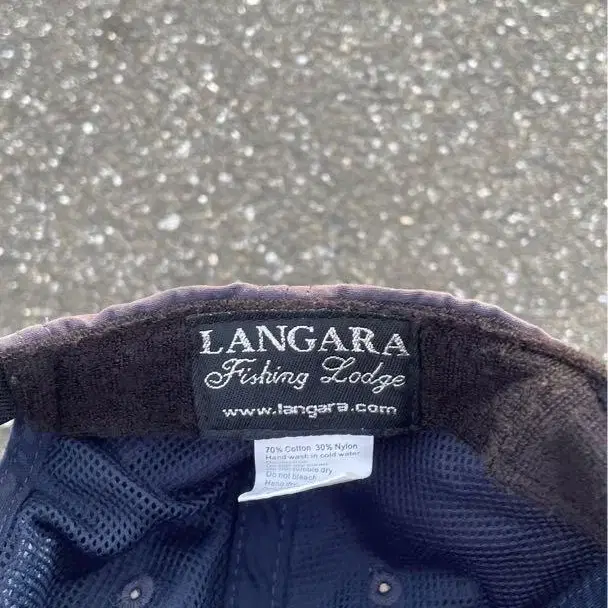 LANGARA
Fishing Lodge
www.langara.com
70% Cotton 30% Nylon
Hand wash in cold water
Do not bleach